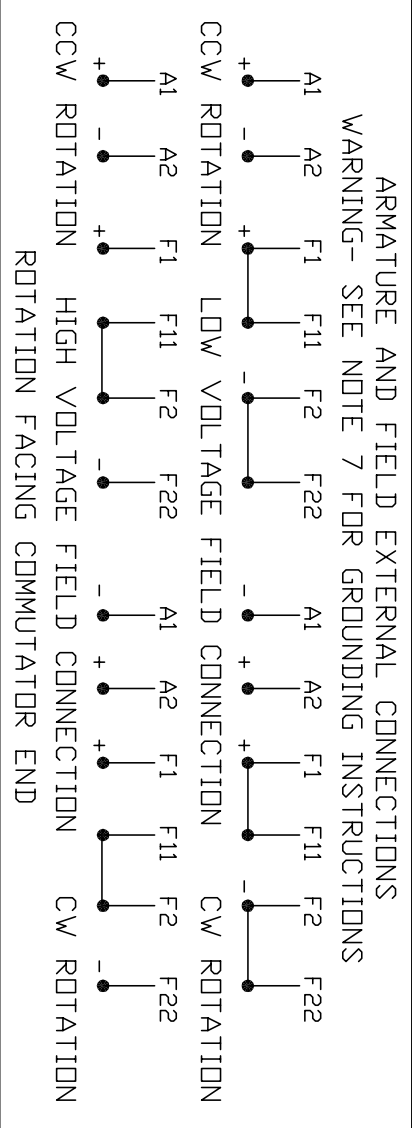 ARMATURE AND FIELD EXTERNAL CONNECTIONS
WARNING- SEE NOTE 7 FOR GROUNDING INSTRUCTIONS
A1 A2 F1 F11 F2 F22 A1 A2 F1 F11 F2 F22
+ - + - - + + -
CCW ROTATION LOW VOLTAGE FIELD CONNECTION CW ROTATION
A1 A2 F1 F11 F2 F22 A1 A2 F1 F11 F2 F22
+ - + - - + + -
CCW ROTATION HIGH VOLTAGE FIELD CONNECTION CW ROTATION
ROTATION FACING COMMUTATOR END